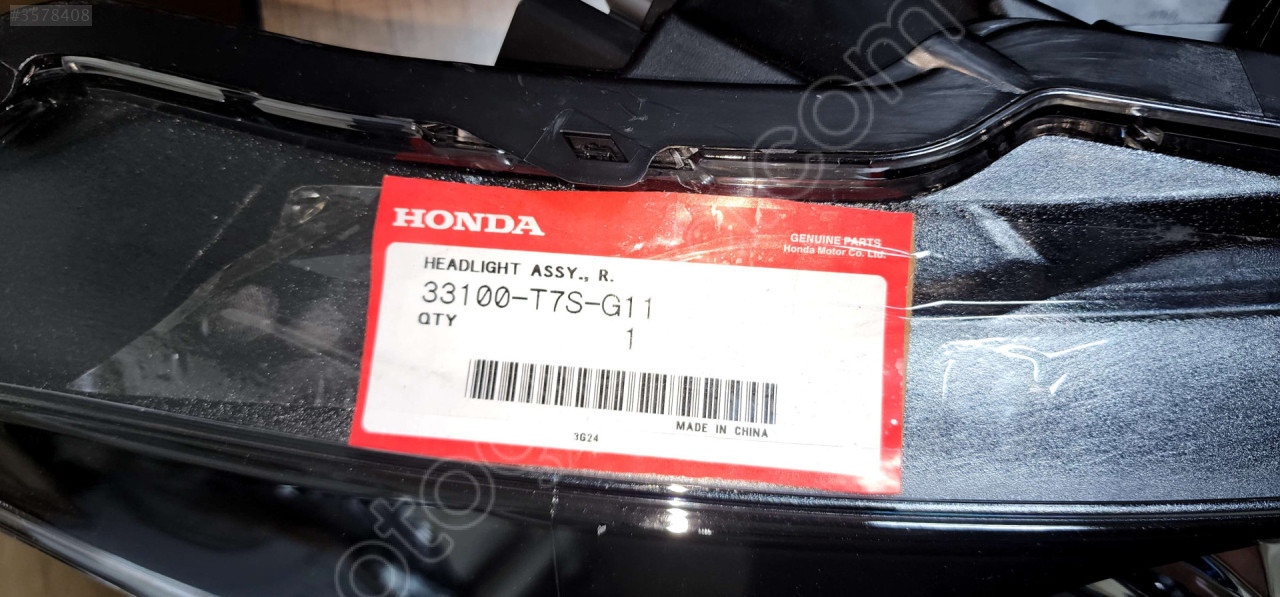 #3578408
HONDA
GENUINE PARTS
Honda Motor Co. Ltd.
HEADLIGHT ASSY., R.
33100-T7S-G11
QTY
1
MADE IN CHINA
3G24
.com